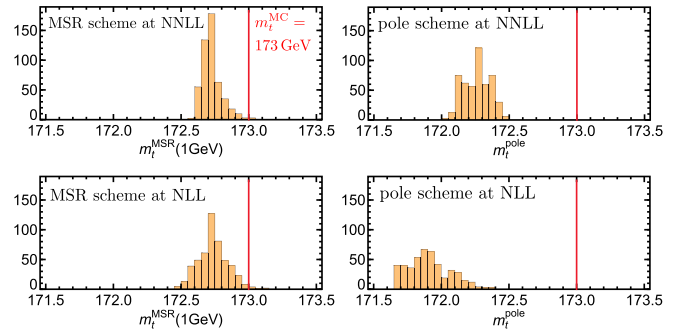 MSR scheme at NNLL
m_t^MC =
173 GeV
150
100
50
0
171.5 172.0 172.5 173.0 173.5
m_t^MSR(1GeV)
pole scheme at NNLL
150
100
50
0
171.5 172.0 172.5 173.0 173.5
m_t^pole
MSR scheme at NLL
150
100
50
0
171.5 172.0 172.5 173.0 173.5
m_t^MSR(1GeV)
pole scheme at NLL
150
100
50
0
171.5 172.0 172.5 173.0 173.5
m_t^pole